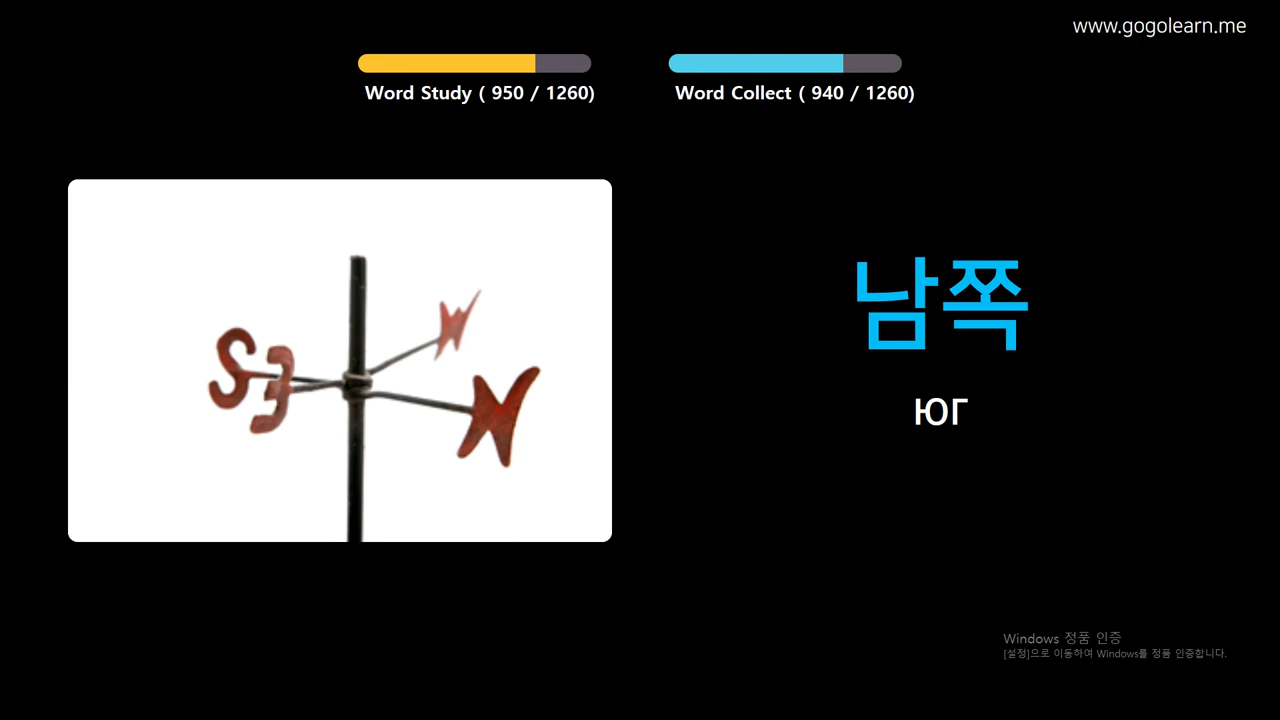 www.gogolearn.me
Word Study ( 950 / 1260)
Word Collect ( 940 / 1260)
S
E
N
남쪽
юг
Windows 정품 인증
[설정]으로 이동하여 Windows를 정품 인증합니다.